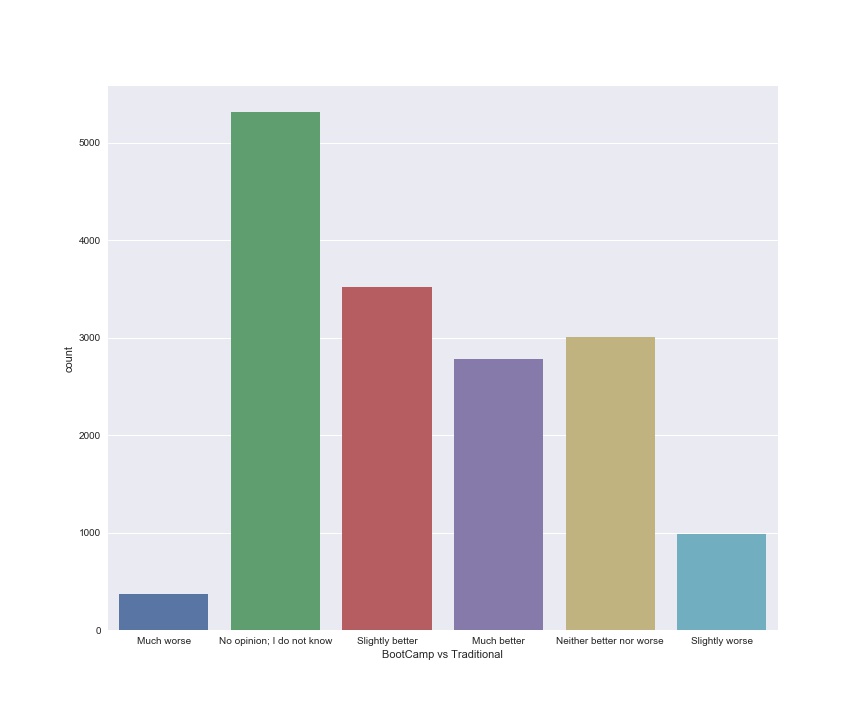 5000
4000
3000
2000
1000
0
count
Much worse
No opinion; I do not know
Slightly better
Much better
Neither better nor worse
Slightly worse
BootCamp vs Traditional